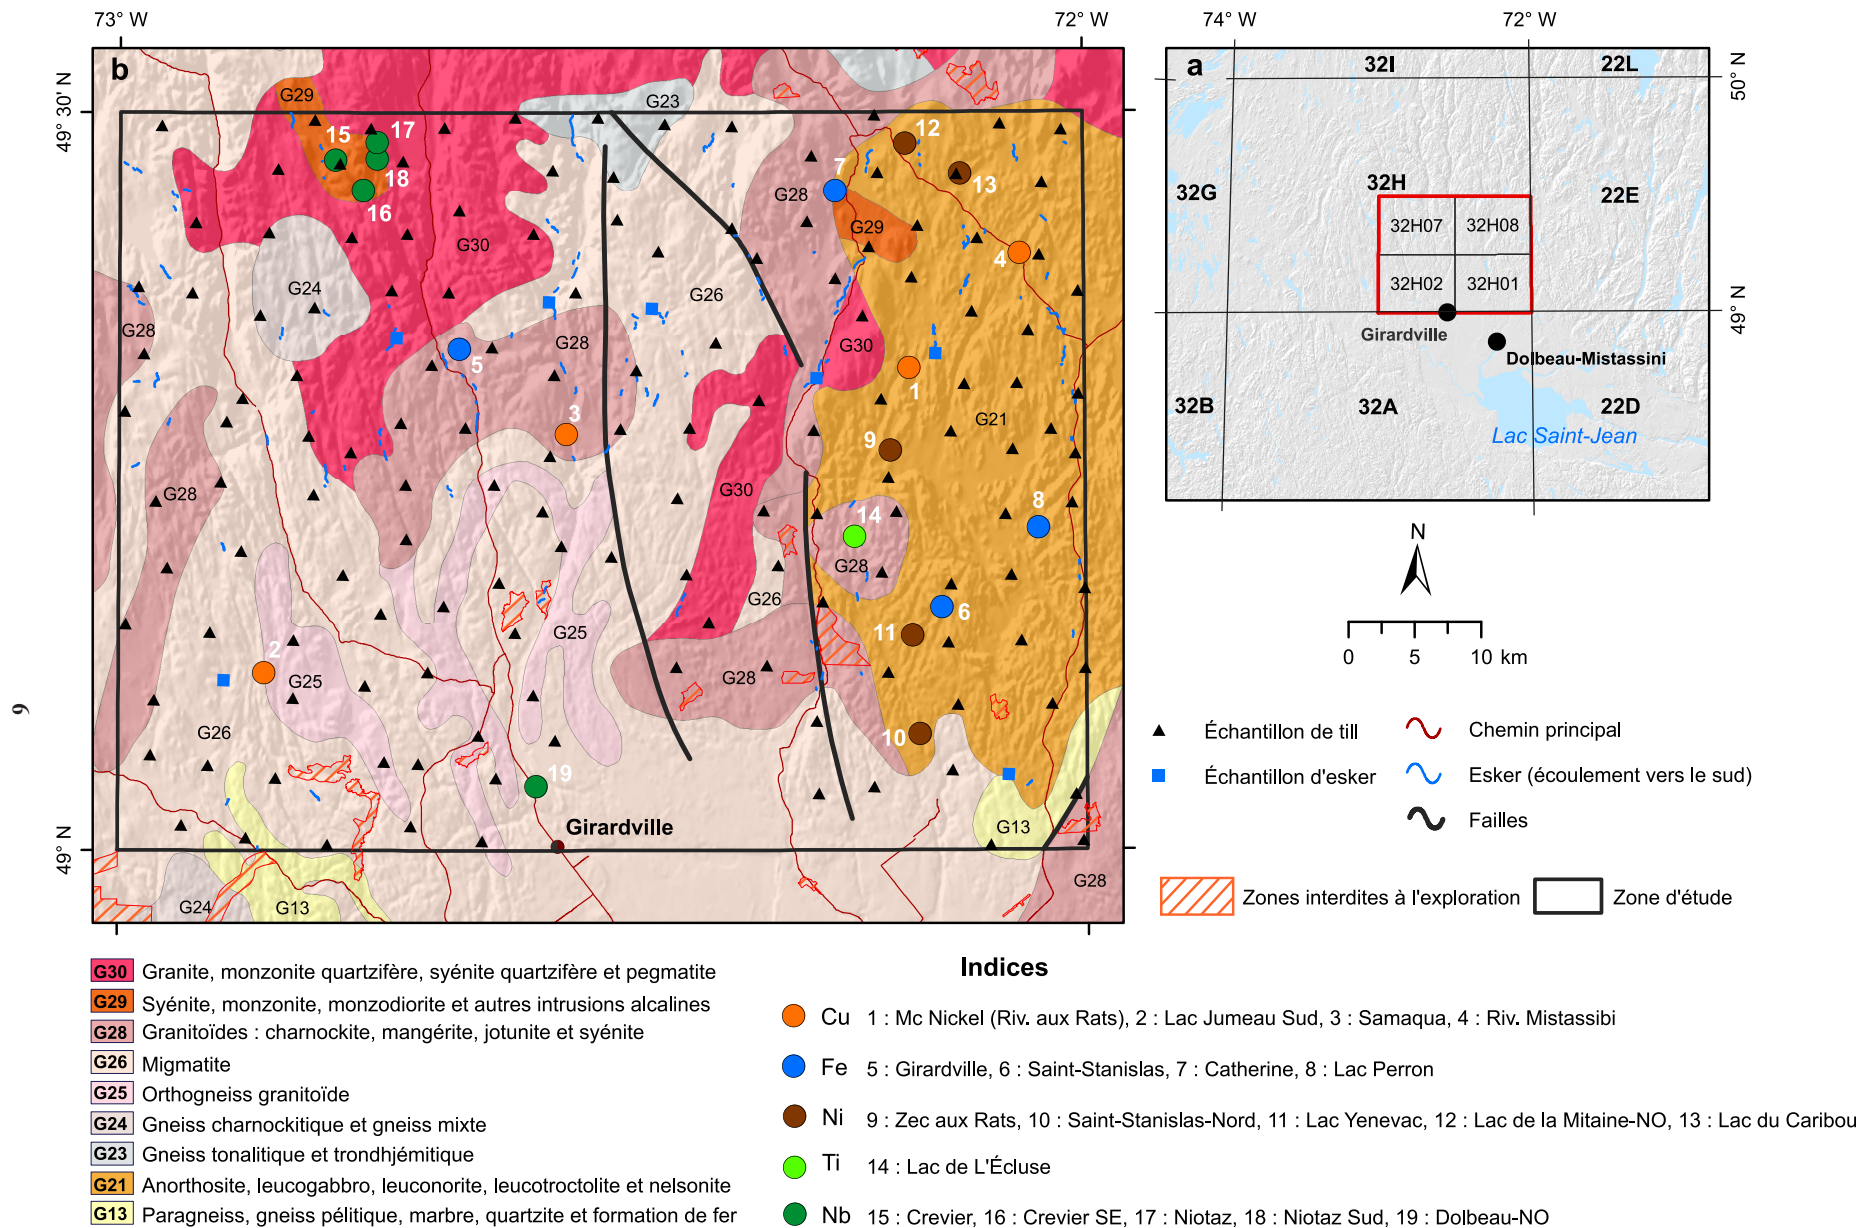 73° W
72° W
74° W
72° W
b
a
49° 30' N
49° N
50° N
49° N
G29
G23
15
17
18
16
12
13
7
G28
G29
G30
4
G24
G26
G28
G28
5
G30
1
3
G21
9
G28
G30
8
14
G28
G26
6
G25
11
2
G25
G28
G26
10
19
Girardville
G13
G24
G13
G28
32I
22L
32G
32H
22E
32H07
32H08
32H02
32H01
Girardville
Dolbeau-Mistassini
32B
32A
22D
Lac Saint-Jean
N
0 5 10 km
9
Échantillon de till
Chemin principal
Échantillon d'esker
Esker (écoulement vers le sud)
Failles
Zones interdites à l'exploration
Zone d'étude
G30 Granite, monzonite quartzifère, syénite quartzifère et pegmatite
G29 Syénite, monzonite, monzodiorite et autres intrusions alcalines
G28 Granitoïdes : charnockite, mangérite, jotunite et syénite
G26 Migmatite
G25 Orthogneiss granitoïde
G24 Gneiss charnockitique et gneiss mixte
G23 Gneiss tonalitique et trondhjémitique
G21 Anorthosite, leucogabbro, leuconorite, leucotroctolite et nelsonite
G13 Paragneiss, gneiss pélitique, marbre, quartzite et formation de fer
Indices
Cu 1 : Mc Nickel (Riv. aux Rats), 2 : Lac Jumeau Sud, 3 : Samaqua, 4 : Riv. Mistassibi
Fe 5 : Girardville, 6 : Saint-Stanislas, 7 : Catherine, 8 : Lac Perron
Ni 9 : Zec aux Rats, 10 : Saint-Stanislas-Nord, 11 : Lac Yenevac, 12 : Lac de la Mitaine-NO, 13 : Lac du Caribou
Ti 14 : Lac de L'Écluse
Nb 15 : Crevier, 16 : Crevier SE, 17 : Niotaz, 18 : Niotaz Sud, 19 : Dolbeau-NO